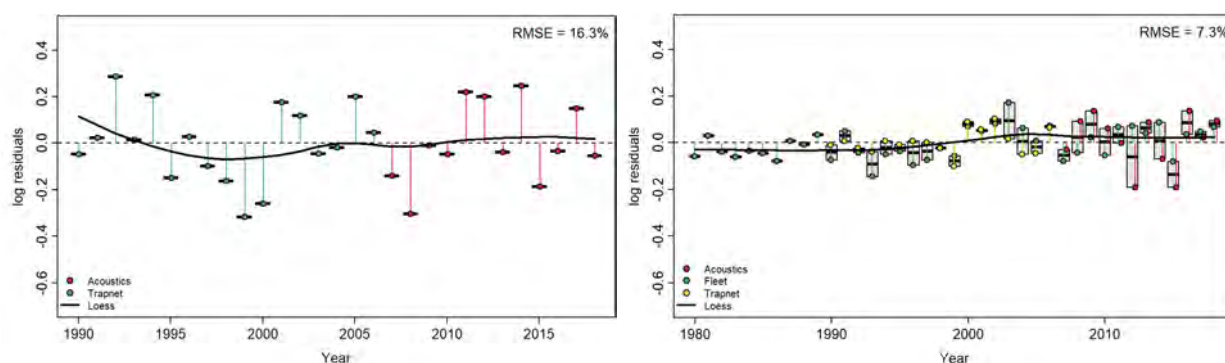 RMSE = 16.3%
0.4
0.2
0.0
-0.2
-0.4
-0.6
log residuals
Acoustics
Trapnet
Loess
1990 1995 2000 2005 2010 2015
Year
RMSE = 7.3%
0.4
0.2
0.0
-0.2
-0.4
-0.6
log residuals
Acoustics
Fleet
Trapnet
Loess
1980 1990 2000 2010
Year